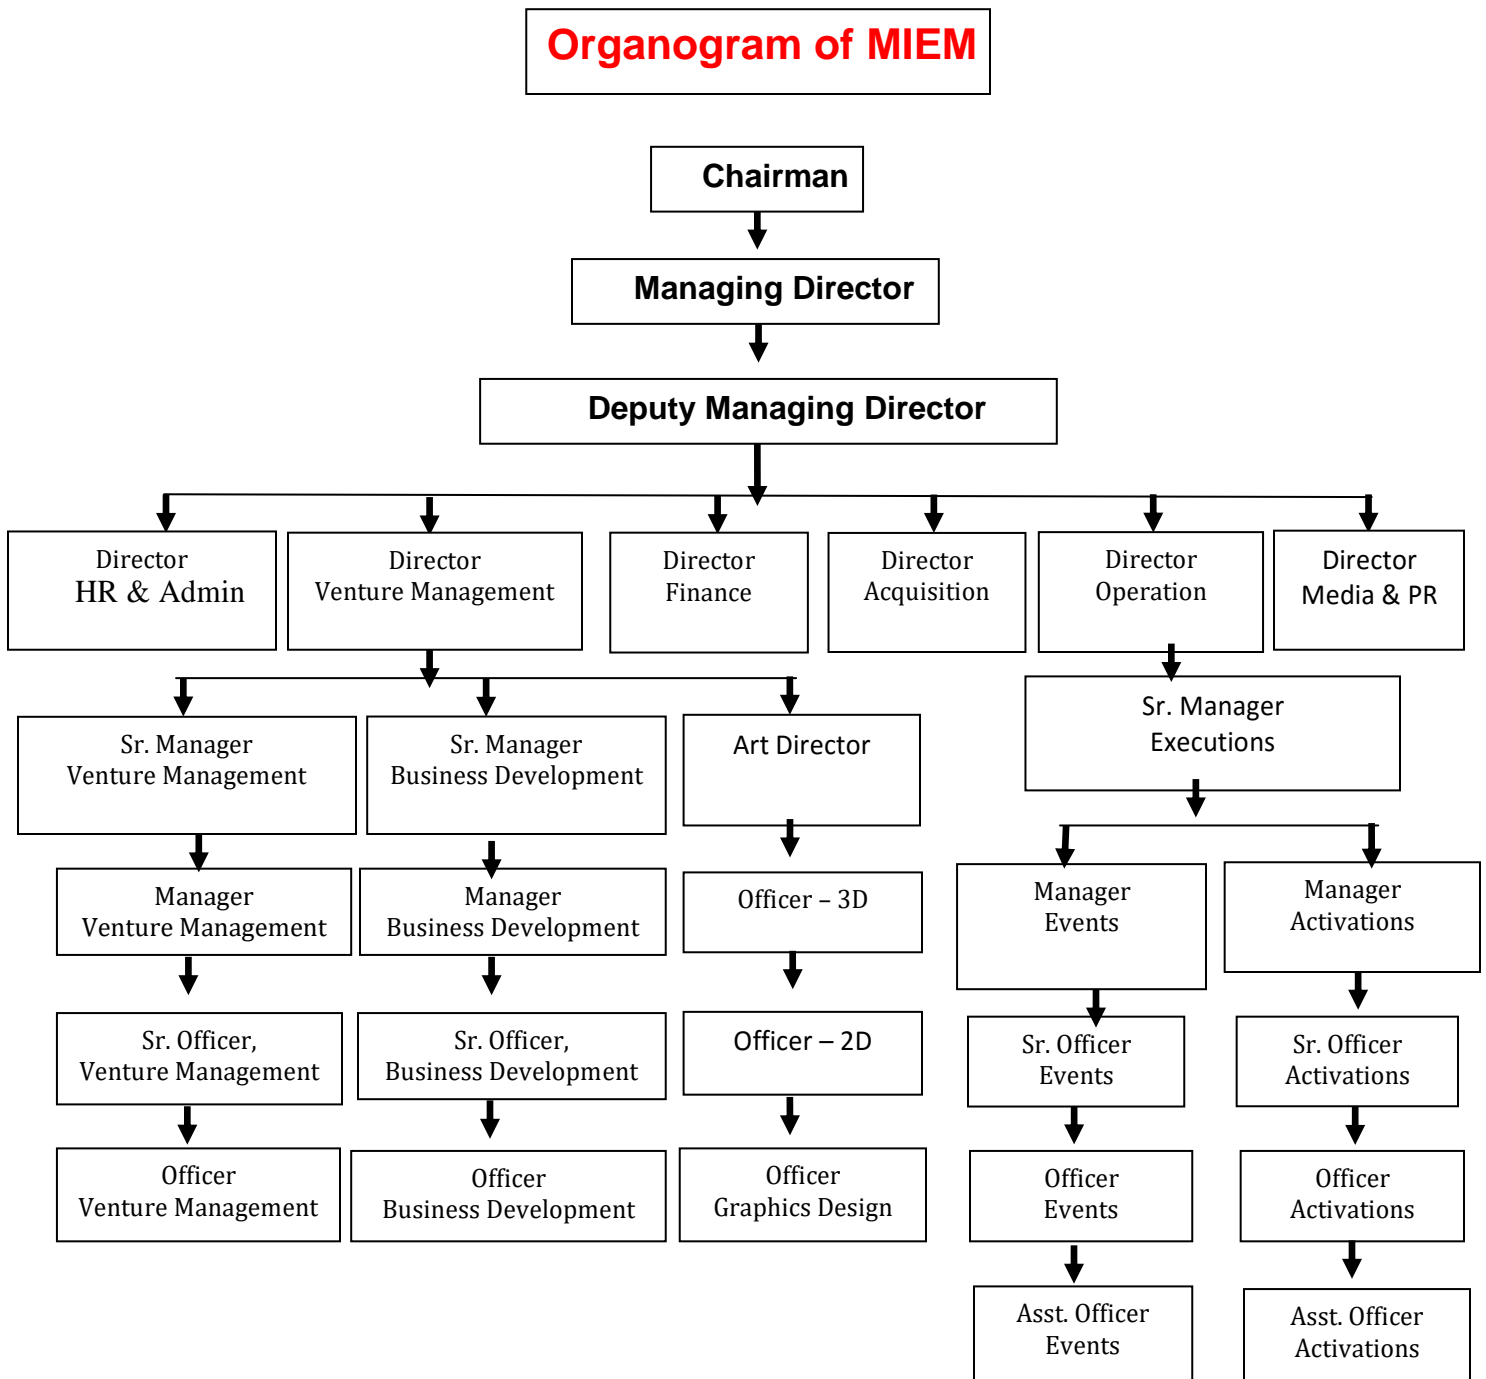 Organogram of MIEM
Chairman
Managing Director
Deputy Managing Director
Director
HR & Admin
Director
Venture Management
Director
Finance
Director
Acquisition
Director
Operation
Director
Media & PR
Sr. Manager
Venture Management
Sr. Manager
Business Development
Art Director
Sr. Manager
Executions
Manager
Venture Management
Manager
Business Development
Officer – 3D
Manager
Events
Manager
Activations
Sr. Officer,
Venture Management
Sr. Officer,
Business Development
Officer – 2D
Sr. Officer
Events
Sr. Officer
Activations
Officer
Venture Management
Officer
Business Development
Officer
Graphics Design
Officer
Events
Officer
Activations
Asst. Officer
Events
Asst. Officer
Activations